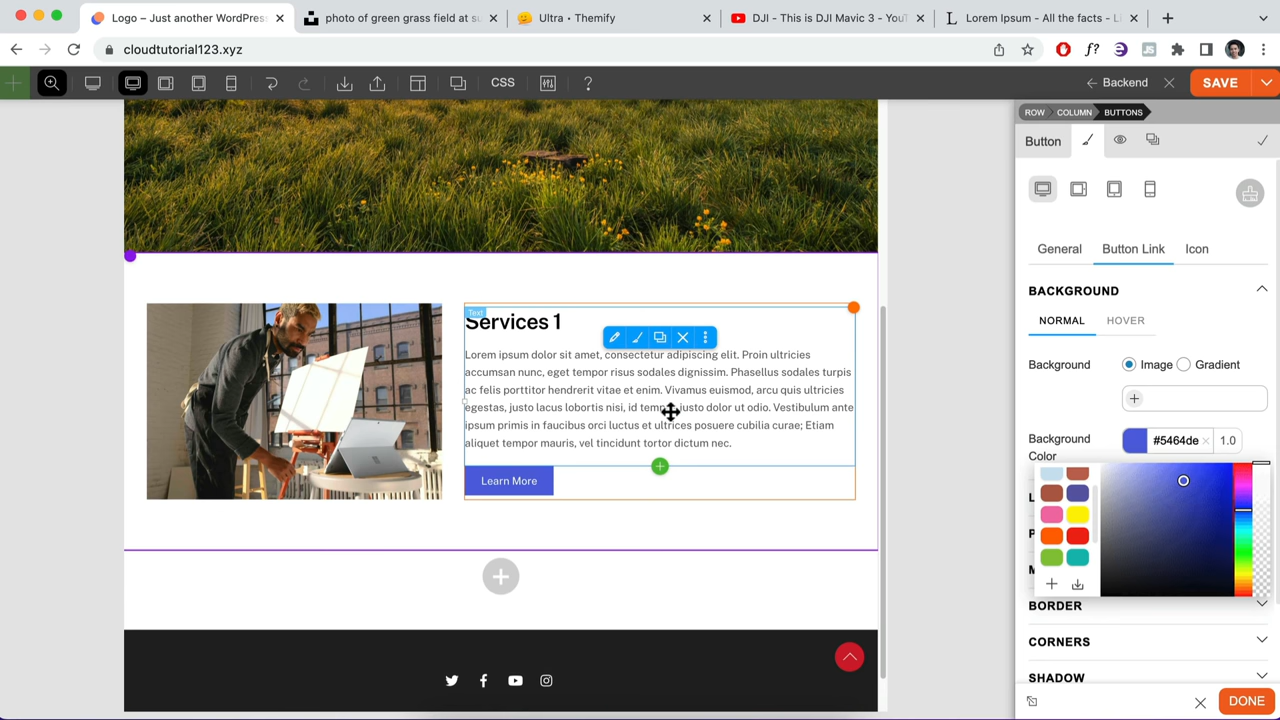 Logo – Just another WordPress
photo of green grass field at su
Ultra • Themify
DJI - This is DJI Mavic 3 - YouT
Lorem Ipsum - All the facts - Li
cloudtutorial123.xyz
CSS
?
Backend
SAVE
ROW
COLUMN
BUTTONS
Button
General
Button Link
Icon
BACKGROUND
NORMAL
HOVER
Background
Image
Gradient
Background
Color
#5464de
1.0
BORDER
CORNERS
SHADOW
DONE
Text
Services 1
Lorem ipsum dolor sit amet, consectetur adipiscing elit. Proin ultricies
accumsan nunc, eget tempor risus sodales dignissim. Phasellus sodales turpis
ac felis porttitor hendrerit vitae et enim. Vivamus euismod, arcu quis ultricies
egestas, justo lacus lobortis nisi, id justo dolor ut odio. Vestibulum ante
ipsum primis in faucibus orci luctus et ultrices posuere cubilia curae; Etiam
aliquet tempor mauris, vel tincidunt tortor dictum nec.
Learn More